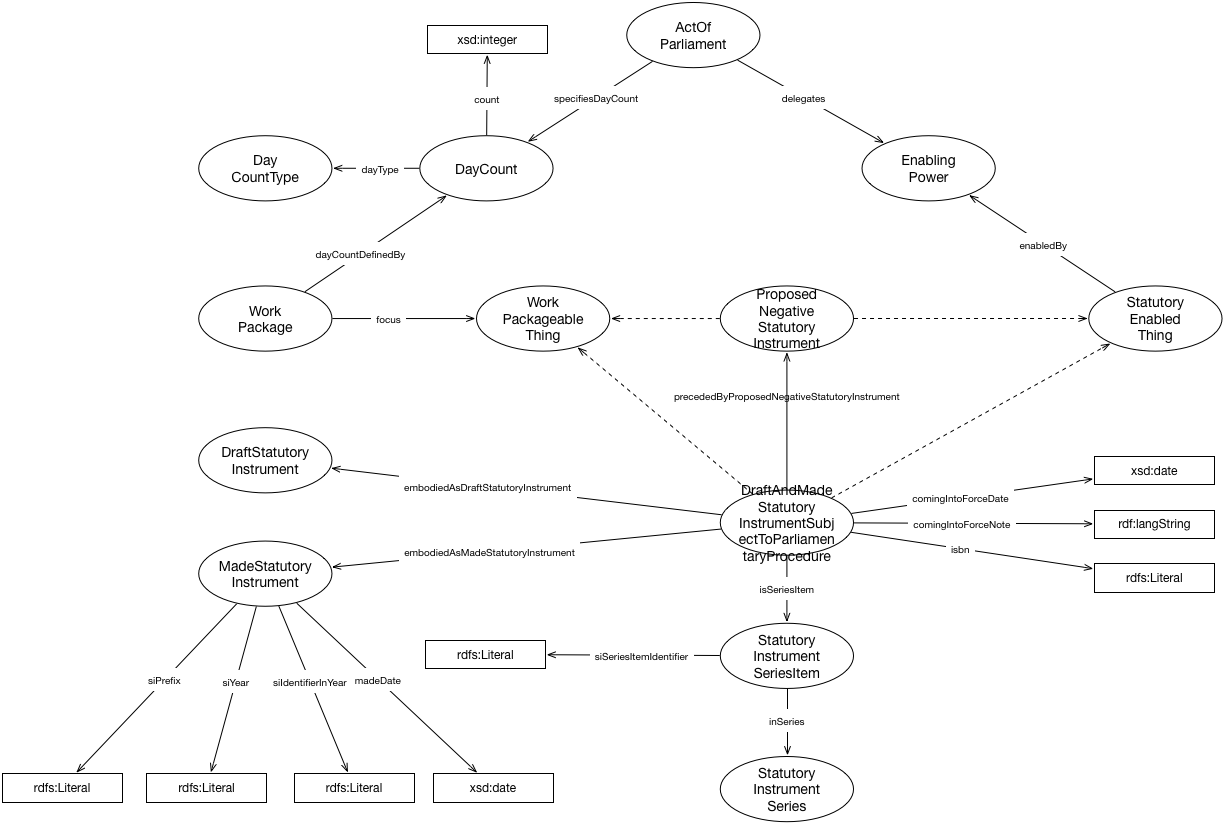 ActOf
Parliament
xsd:integer
count
specifiesDayCount
delegates
Day
CountType
dayType
DayCount
Enabling
Power
dayCountDefinedBy
enabledBy
Work
Package
focus
Work
Packageable
Thing
Proposed
Negative
Statutory
Instrument
Statutory
Enabled
Thing
precededByProposedNegativeStatutoryInstrument
DraftStatutory
Instrument
embodiedAsDraftStatutoryInstrument
DraftAndMade
Statutory
InstrumentSubj
ectToParliamen
taryProcedure
comingIntoForceDate
xsd:date
comingIntoForceNote
rdf:langString
isbn
rdfs:Literal
embodiedAsMadeStatutoryInstrument
MadeStatutory
Instrument
isSeriesItem
rdfs:Literal
siSeriesItemIdentifier
Statutory
Instrument
SeriesItem
siPrefix
siYear
siIdentifierInYear
madeDate
inSeries
rdfs:Literal
rdfs:Literal
rdfs:Literal
xsd:date
Statutory
Instrument
Series